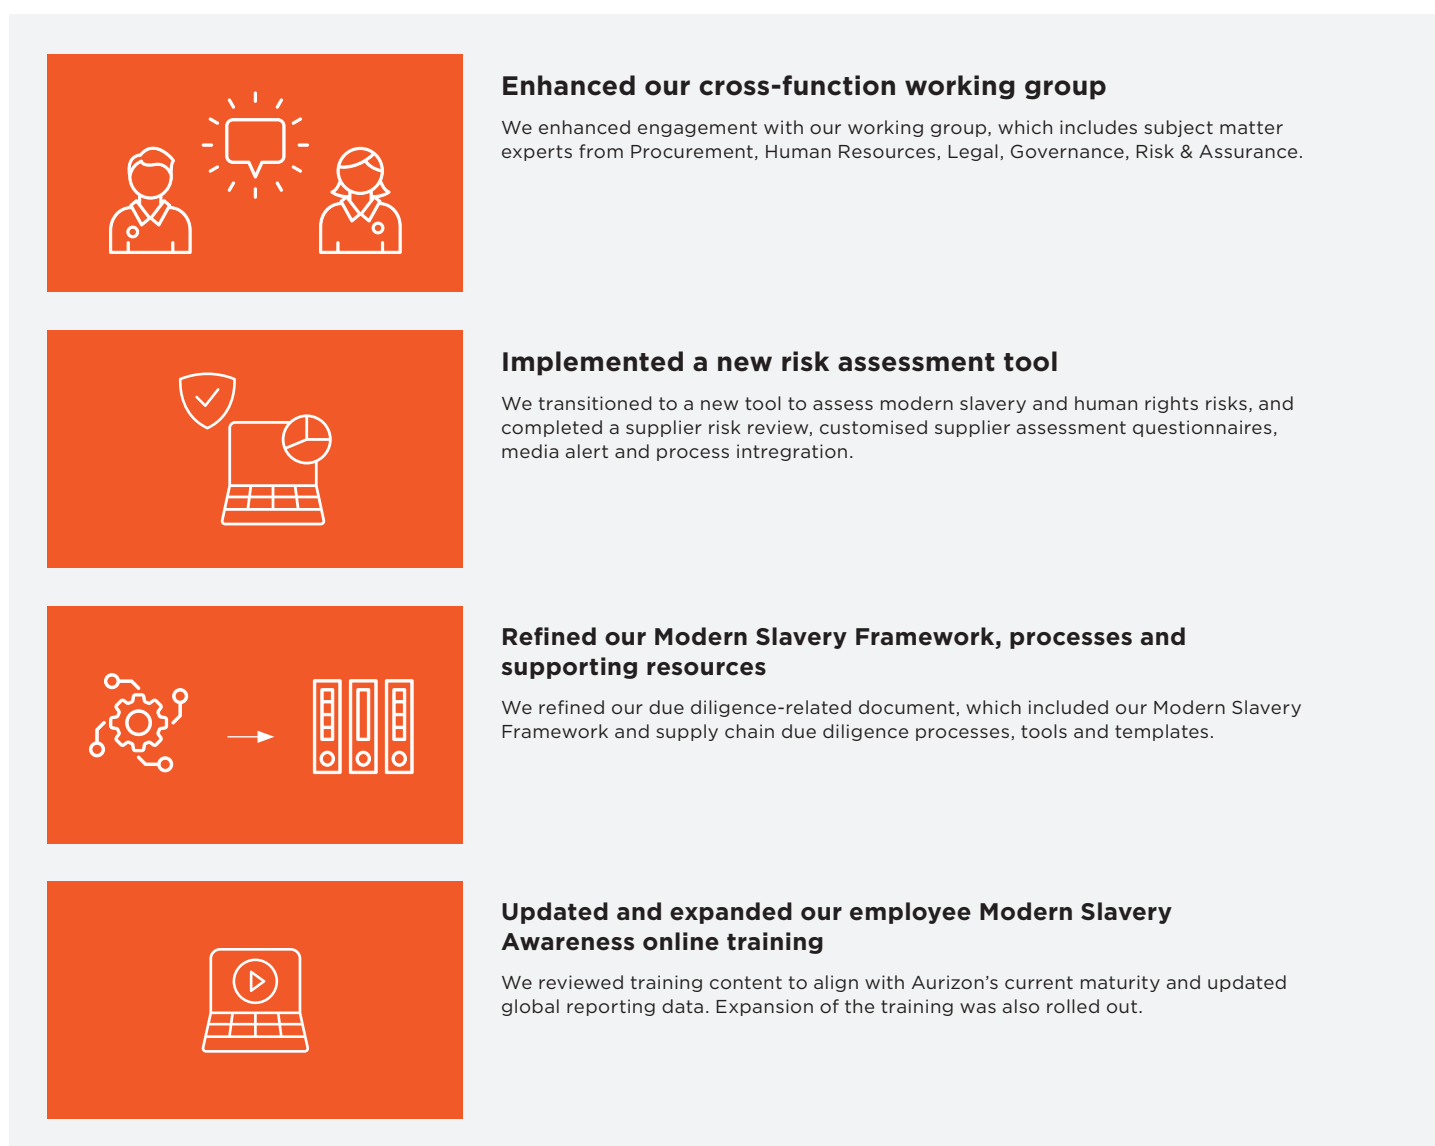 Enhanced our cross-function working group
We enhanced engagement with our working group, which includes subject matter
experts from Procurement, Human Resources, Legal, Governance, Risk & Assurance.
Implemented a new risk assessment tool
We transitioned to a new tool to assess modern slavery and human rights risks, and
completed a supplier risk review, customised supplier assessment questionnaires,
media alert and process intregration.
Refined our Modern Slavery Framework, processes and
supporting resources
We refined our due diligence-related document, which included our Modern Slavery
Framework and supply chain due diligence processes, tools and templates.
Updated and expanded our employee Modern Slavery
Awareness online training
We reviewed training content to align with Aurizon’s current maturity and updated
global reporting data. Expansion of the training was also rolled out.